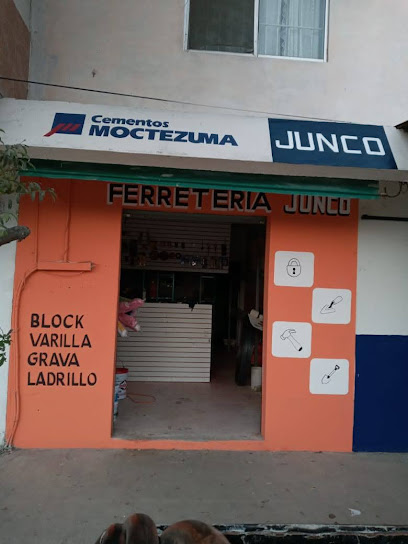 Cementos
MOCTEZUMA
JUNCO
FERRETERIA JUNCO
BLOCK
VARILLA
GRAVA
LADRILLO